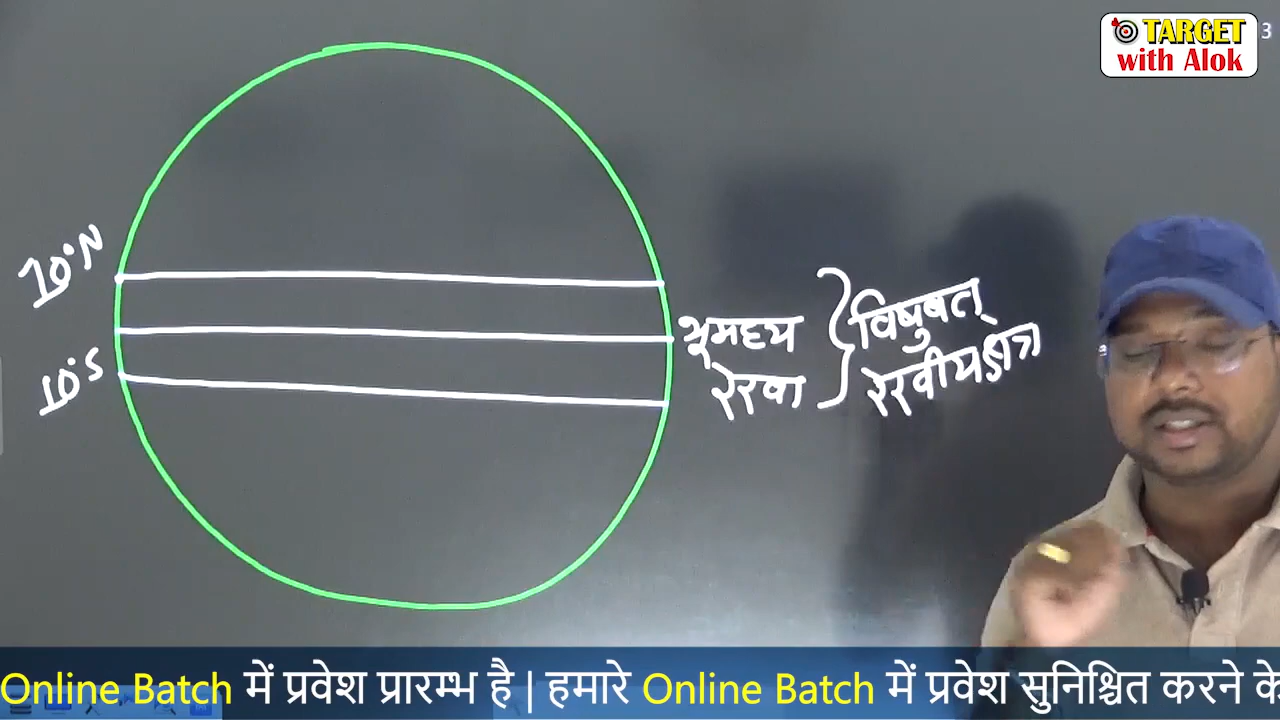 TARGET
with Alok
3
10°N
10°S
भूमध्य
रेखा
विषुवत्
रेखीय क्षेत्र
Online Batch में प्रवेश प्रारम्भ है | हमारे Online Batch में प्रवेश सुनिश्चित करने के